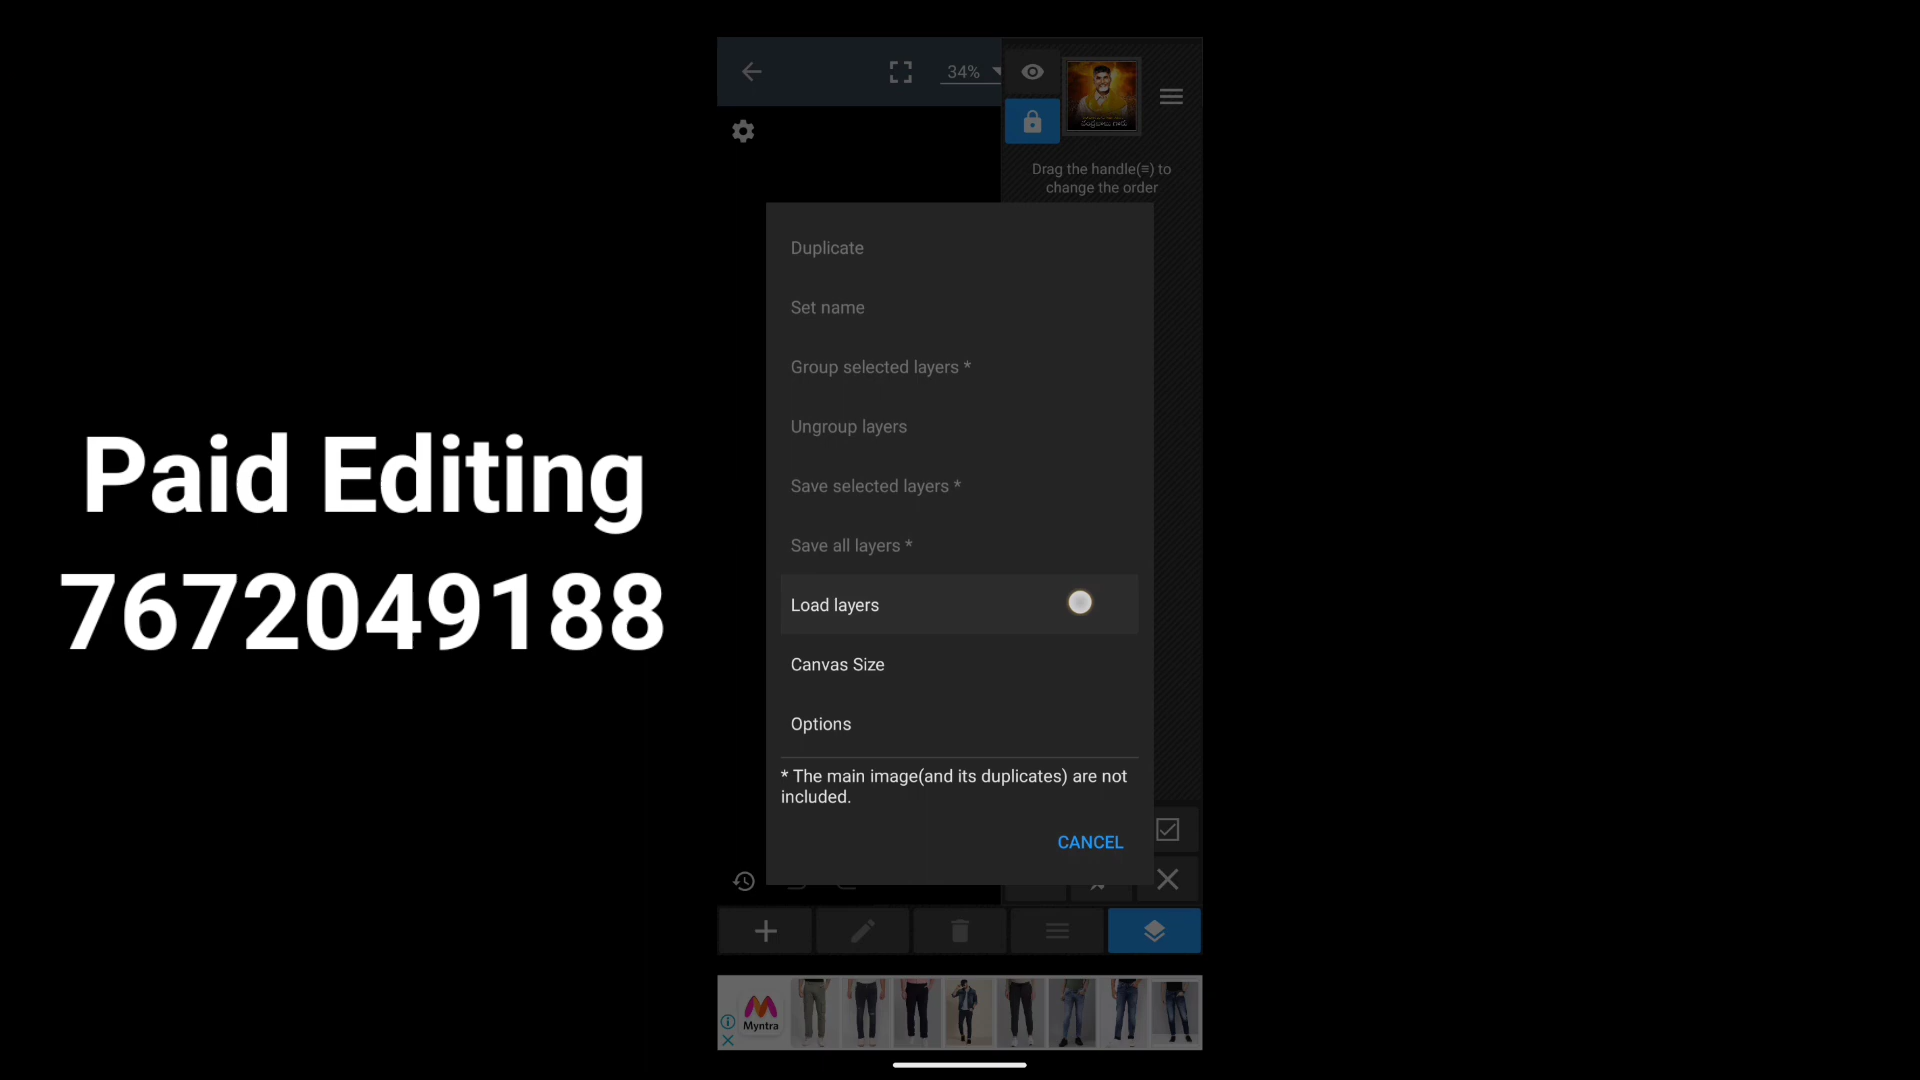 34%
చంద్రబాబు గారు
Drag the handle(≡) to
change the order
Duplicate
Set name
Group selected layers *
Ungroup layers
Save selected layers *
Save all layers *
Load layers
Canvas Size
Options
* The main image(and its duplicates) are not
included.
CANCEL
Paid Editing
7672049188
Myntra